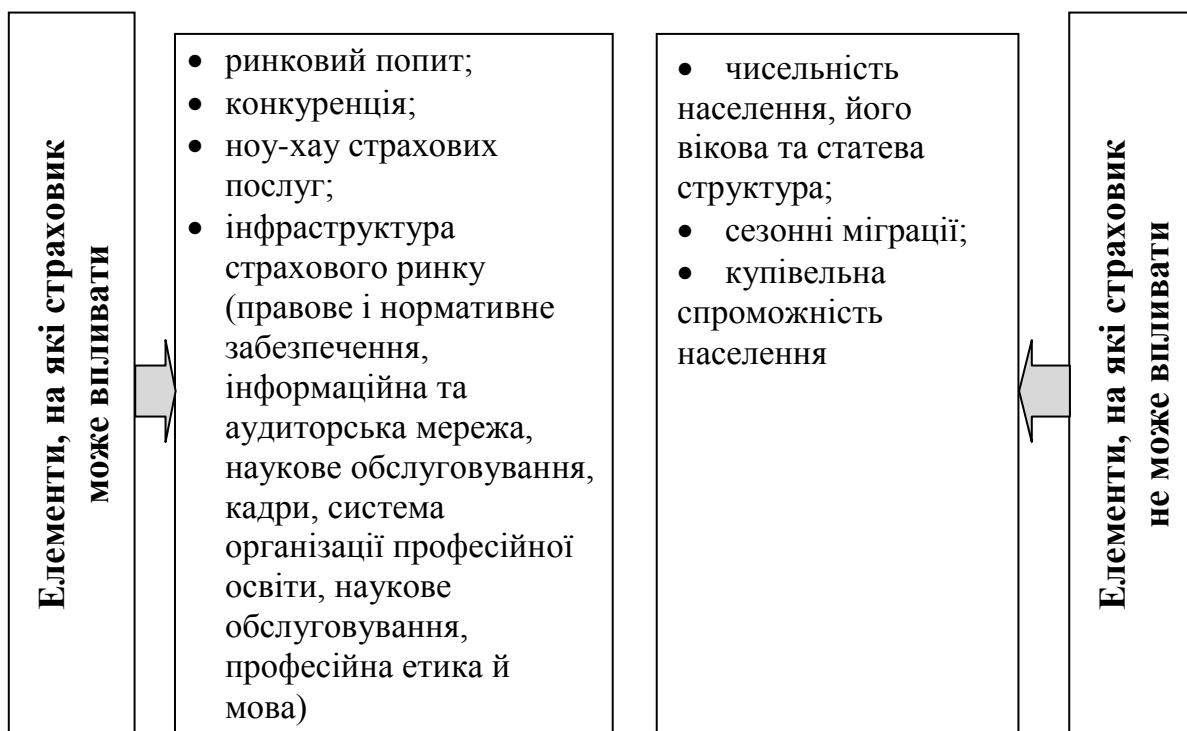 Елементи, на які страховик
може впливати
• ринковий попит;
• конкуренція;
• ноу-хау страхових
послуг;
• інфраструктура
страхового ринку
(правове і нормативне
забезпечення,
інформаційна та
аудиторська мережа,
наукове обслуговування,
кадри, система
організації професійної
освіти, наукове
обслуговування,
професійна етика й
мова)
• чисельність
населення, його
вікова та статева
структура;
• сезонні міграції;
• купівельна
спроможність
населення
Елементи, на які страховик
не може впливати